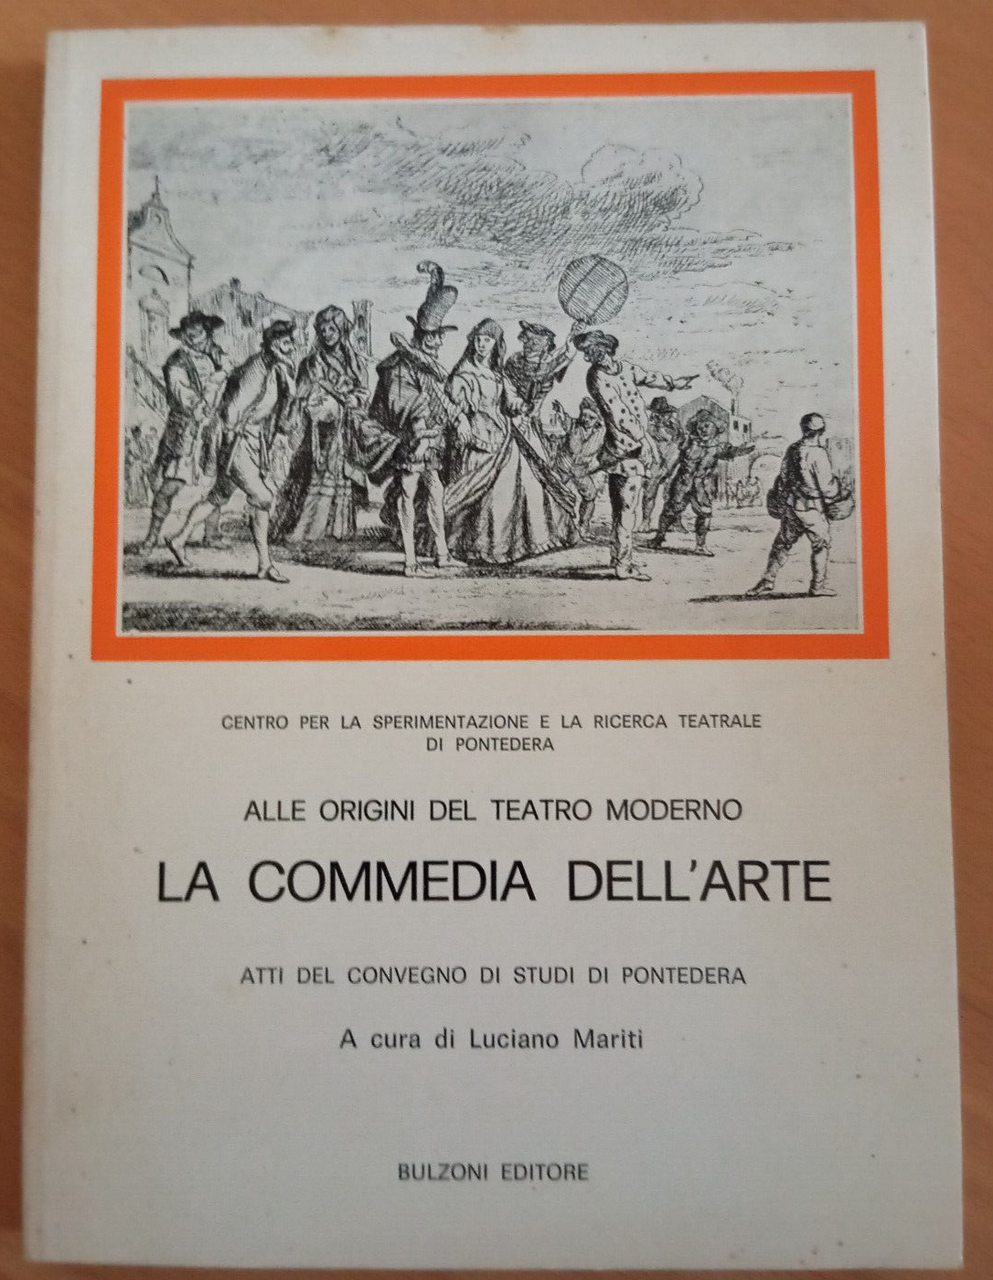 CENTRO PER LA SPERIMENTAZIONE E LA RICERCA TEATRALE
DI PONTEDERA
ALLE ORIGINI DEL TEATRO MODERNO
LA COMMEDIA DELL'ARTE
ATTI DEL CONVEGNO DI STUDI DI PONTEDERA
A cura di Luciano Mariti
BULZONI EDITORE